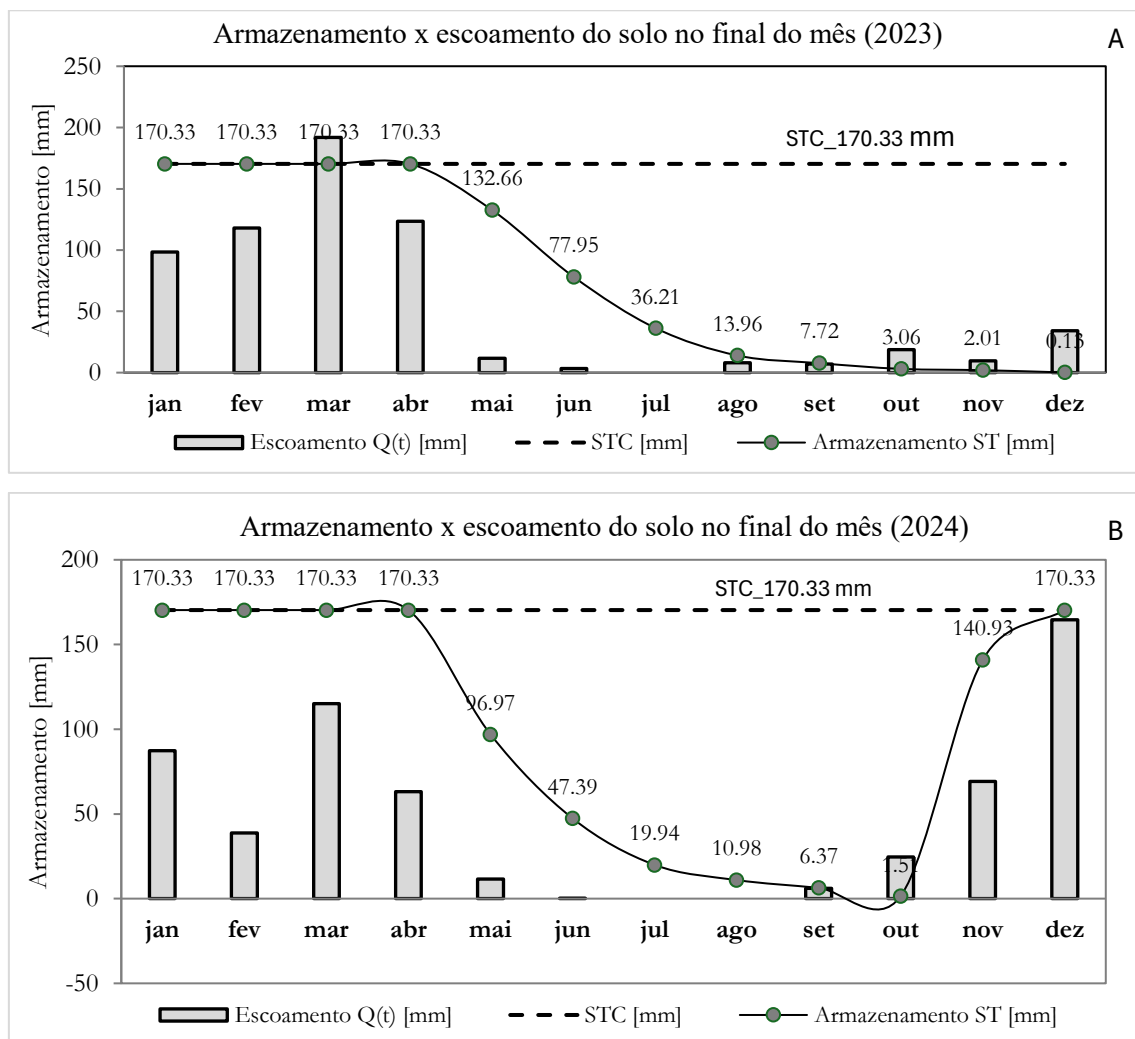 Armazenamento x escoamento do solo no final do mês (2023)
A
Armazenamento [mm]
250
200
150
100
50
0
170.33 170.33 170.33 170.33
STC_170.33 mm
132.66
77.95
36.21
13.96
7.72
3.06
2.01
0.13
jan fev mar abr mai jun jul ago set out nov dez
Escoamento Q(t) [mm] STC [mm] Armazenamento ST [mm]
Armazenamento x escoamento do solo no final do mês (2024)
B
Armazenamento [mm]
200
150
100
50
0
-50
170.33 170.33 170.33 170.33
STC_170.33 mm
170.33
140.93
96.97
47.39
19.94
10.98
6.37
1.51
jan fev mar abr mai jun jul ago set out nov dez
Escoamento Q(t) [mm] STC [mm] Armazenamento ST [mm]